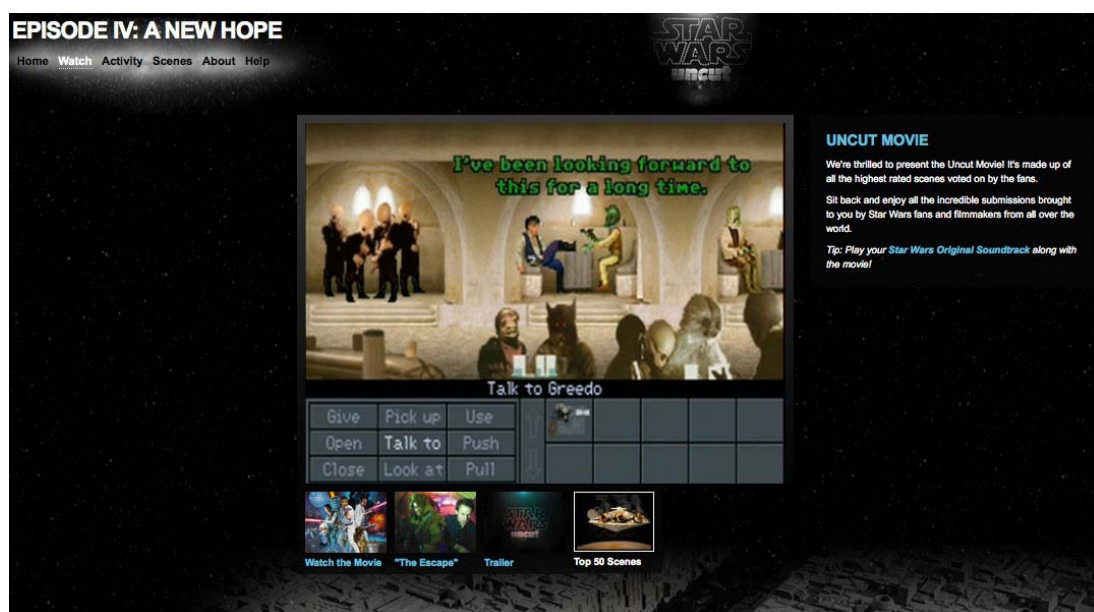 EPISODE IV: A NEW HOPE
Home Watch Activity Scenes About Help
STAR
WARS
uncut
I've been looking forward to
this for a long time.
Talk to Greedo
Give Pick up Use
Open Talk to Push
Close Look at Pull
UNCUT MOVIE
We're thrilled to present the Uncut Movie! It's made up of
all the highest rated scenes voted on by the fans.
Sit back and enjoy all the incredible submissions brought
to you by Star Wars fans and filmmakers from all over the
world.
Tip: Play your Star Wars Original Soundtrack along with
the movie!
STAR
WARS
uncut
Watch the Movie "The Escape" Trailer Top 50 Scenes